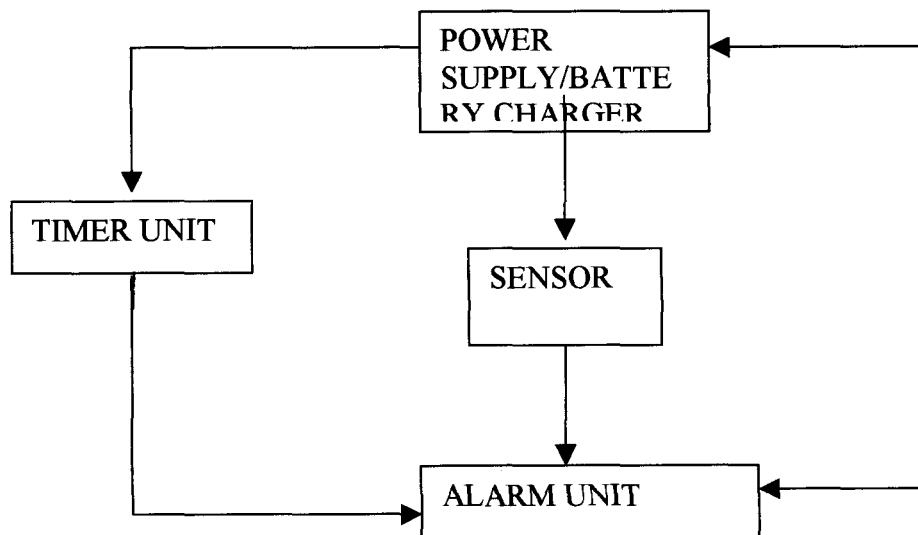 POWER
SUPPLY/BATTE
RY CHARGER
TIMER UNIT
SENSOR
ALARM UNIT